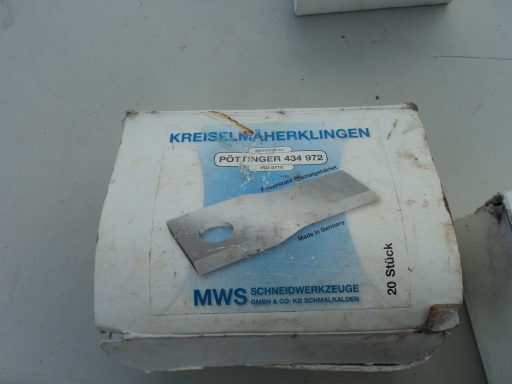 KREISELMÄHERKLINGEN
PÖTTINGER 434 972
Made in Germany
20 Stück
MWS SCHNEIDWERKZEUGE
GMBH & CO. KG SCHMALKALDEN